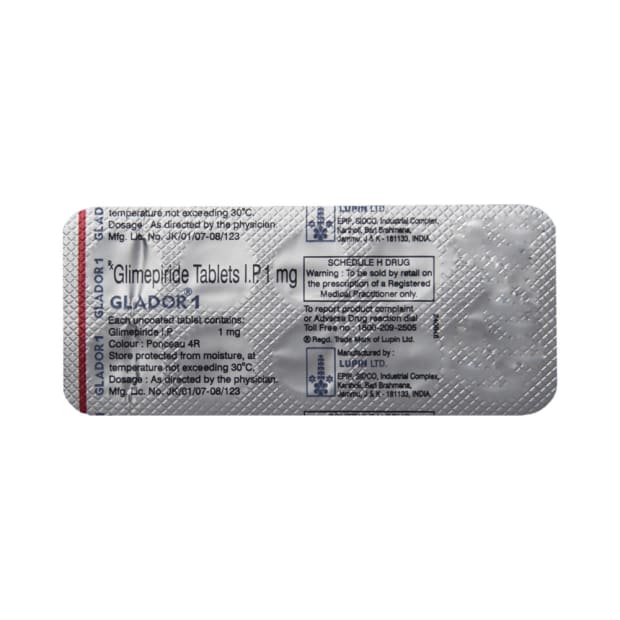 GLADOR 1
GLADOR 1
GLAD
temperature not exceeding 30°C.
Dosage : As directed by the physician.
Mfg. Lic. No. JK/01/07-08/123
Glimepiride Tablets I.P. 1 mg
GLADOR® 1
Each uncoated tablet contains:
Glimepiride I.P. 1 mg
Colour : Ponceau 4R
Store protected from moisture, at
temperature not exceeding 30°C.
Dosage : As directed by the physician.
Mfg. Lic. No. JK/01/07-08/123
LUPIN LTD.
EPIP, SIDCO, Industrial Complex,
Kartholi, Bari Brahmana,
Jammu, J & K - 181133, INDIA.
SCHEDULE H DRUG
Warning : To be sold by retail on
the prescription of a Registered
Medical Practitioner only.
To report product complaint
or Adverse Drug reaction dial
Toll Free no - 1800-209-2505
® Regd. Trade Mark of Lupin Ltd.
Manufactured by :
LUPIN LTD.
EPIP, SIDCO, Industrial Complex,
Kartholi, Bari Brahmana,
Jammu, J & K - 181133, INDIA.